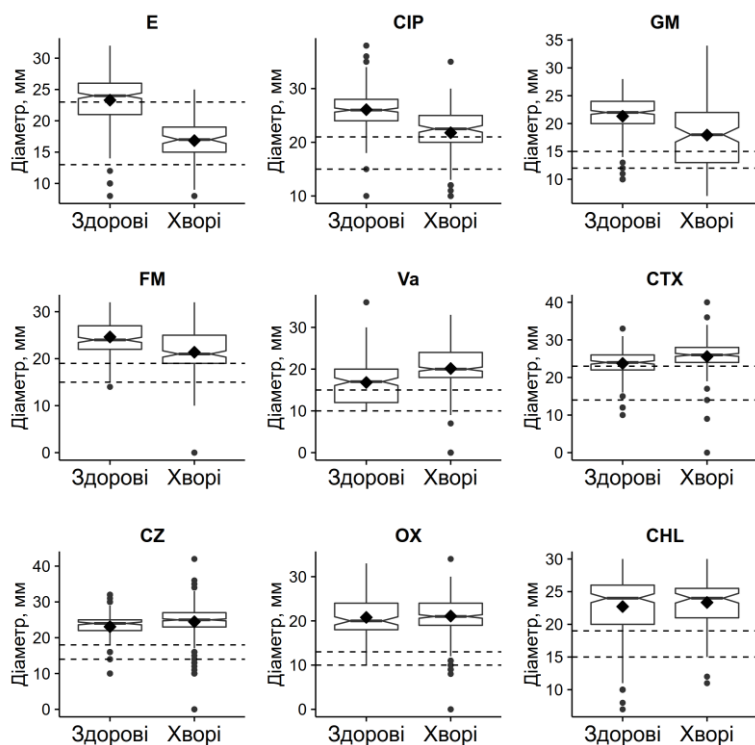 E
CIP
GM
Діаметр, мм
30
25
20
15
10
Здорові
Хворі
Діаметр, мм
30
20
10
Здорові
Хворі
Діаметр, мм
35
30
25
20
15
10
Здорові
Хворі
FM
Va
CTX
Діаметр, мм
30
20
10
0
Здорові
Хворі
Діаметр, мм
30
20
10
0
Здорові
Хворі
Діаметр, мм
40
30
20
10
0
Здорові
Хворі
CZ
OX
CHL
Діаметр, мм
40
30
20
10
0
Здорові
Хворі
Діаметр, мм
30
20
10
0
Здорові
Хворі
Діаметр, мм
30
25
20
15
10
Здорові
Хворі